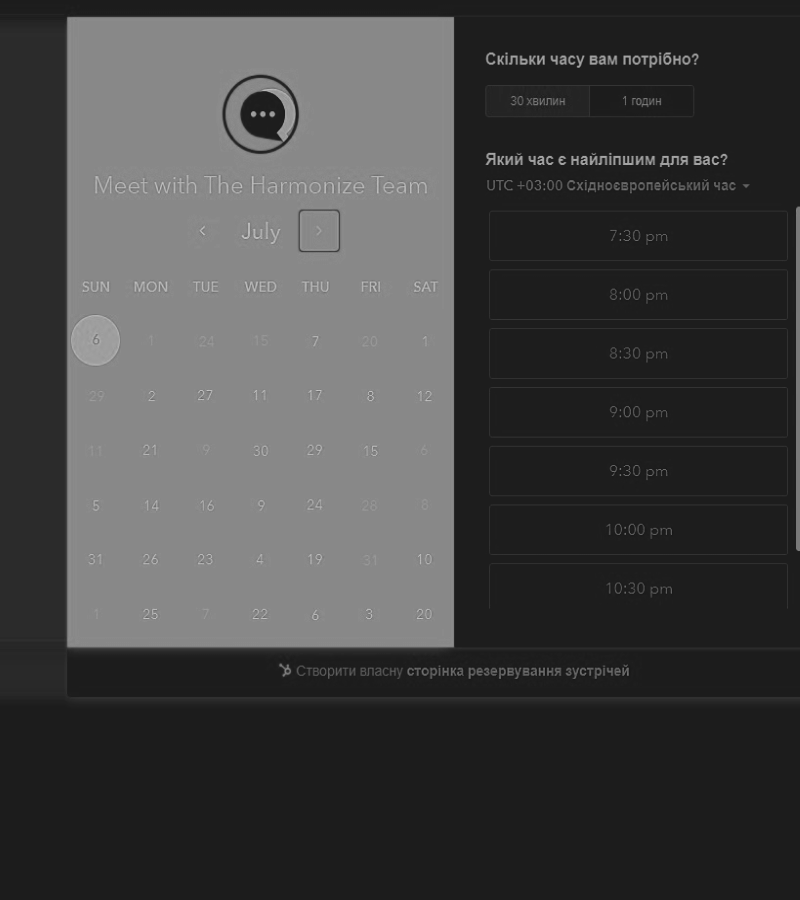 Скільки часу вам потрібно?
30 хвилин 1 годин
Meet with The Harmonize Team
July
SUN MON TUE WED THU FRI SAT
6 1 24 15 7 20 1
29 2 27 11 17 8 12
11 21 9 30 29 15 6
5 14 16 9 24 28 8
31 26 23 4 19 31 10
1 25 7 22 6 3 20
Який час є найліпшим для вас?
UTC +03:00 Східноєвропейський час
7:30 pm
8:00 pm
8:30 pm
9:00 pm
9:30 pm
10:00 pm
10:30 pm
Створити власну сторінка резервування зустрічей